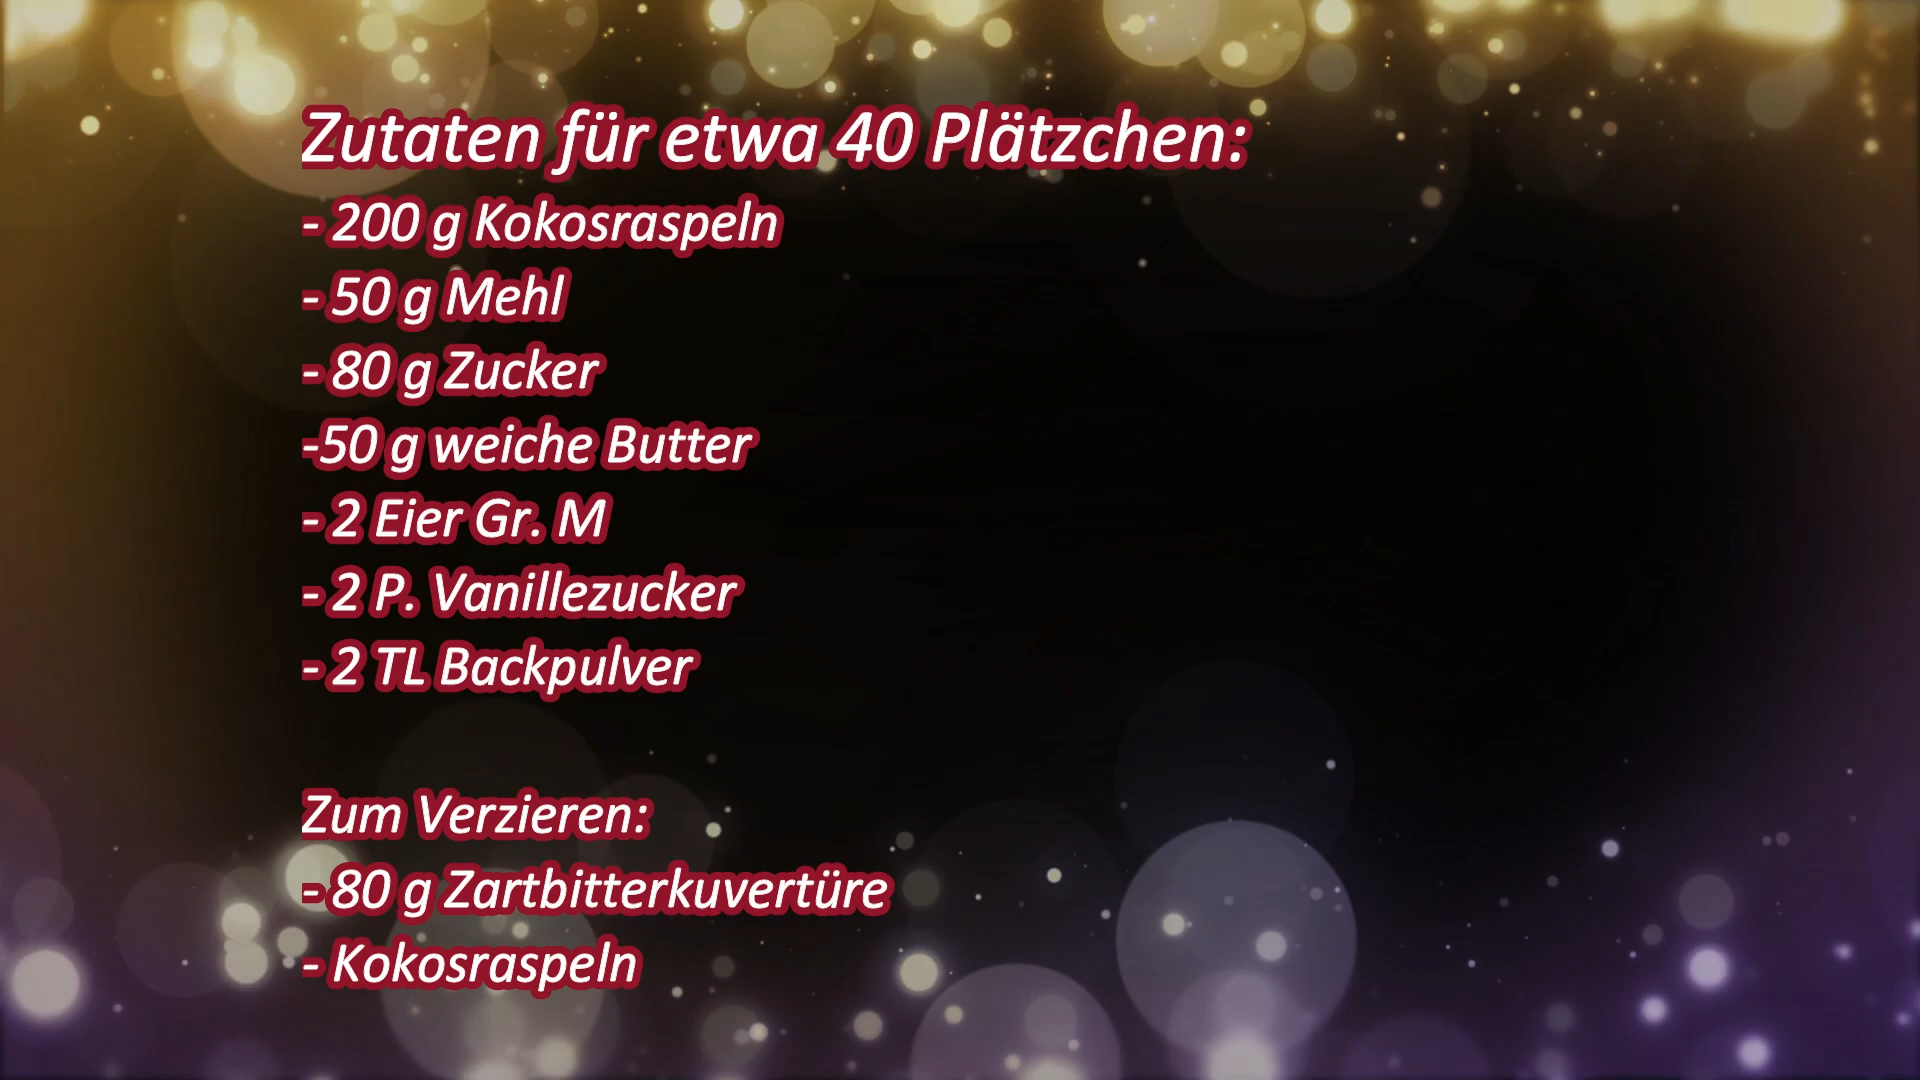 Zutaten für etwa 40 Plätzchen:
- 200 g Kokosraspeln
- 50 g Mehl
- 80 g Zucker
-50 g weiche Butter
- 2 Eier Gr. M
- 2 P. Vanillezucker
- 2 TL Backpulver
Zum Verzieren:
- 80 g Zartbitterkuvertüre
- Kokosraspeln